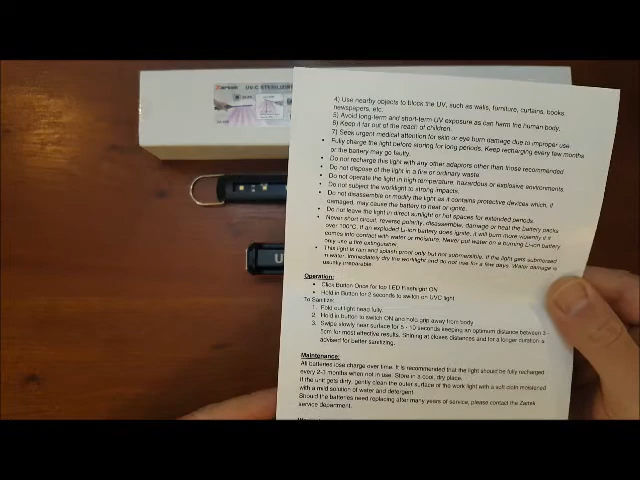 Zartek
UV-C STERILIS
U
4) Use nearby objects to block the UV, such as walls, furniture, curtains, books,
newspapers, etc.
5) Avoid long-term and short-term UV exposure as can harm the human body.
6) Keep it far out of the reach of children.
7) Seek urgent medical attention for skin or eye burn damage due to improper use
• Fully charge the light before storing for long periods. Keep recharging every few months
or the battery may go faulty.
• Do not recharge this light with any other adaptors other than those recommended
• Do not dispose of the light in a fire or ordinary waste.
• Do not operate the light in high temperature, hazardous or explosive environments.
• Do not subject the worklight to strong impacts.
• Do not disassemble or modify the light as it contains protective devices which, if
damaged, may cause the battery to heat or ignite.
• Do not leave the light in direct sunlight or hot spaces for extended periods.
• Never short circuit, reverse polarity, disassemble, damage or heat the battery packs
over 100°C. If an exploded Li-ion battery does ignite, it will burn more violently if it
comes into contact with water or moisture. Never put water on a burning Li-ion battery
only use a fire extinguisher.
• This light is rain and splash proof only but not submersible. If the light gets submerged
in water, immediately dry the worklight and do not use for a few days. Water damage is
usually irreparable.
Operation:
• Click Button Once for top LED flashlight ON
• Hold in Button for 2 seconds to switch on UVC light
To Sanitize:
1. Fold out light head fully.
2. Hold in button to switch ON and hold grip away from body
3. Swipe slowly near surface for 5 - 10 seconds keeping an optimum distance between 3 -
5cm for most effective results. Shining at closes distances and for a longer duration is
advised for better sanitizing.
Maintenance:
All batteries lose charge over time. It is recommended that the light should be fully recharged
every 2-3 months when not in use. Store in a cool, dry place.
If the unit gets dirty, gently clean the outer surface of the work light with a soft cloth moistened
with a mild solution of water and detergent.
Should the batteries need replacing after many years of service, please contact the Zartek
service department.